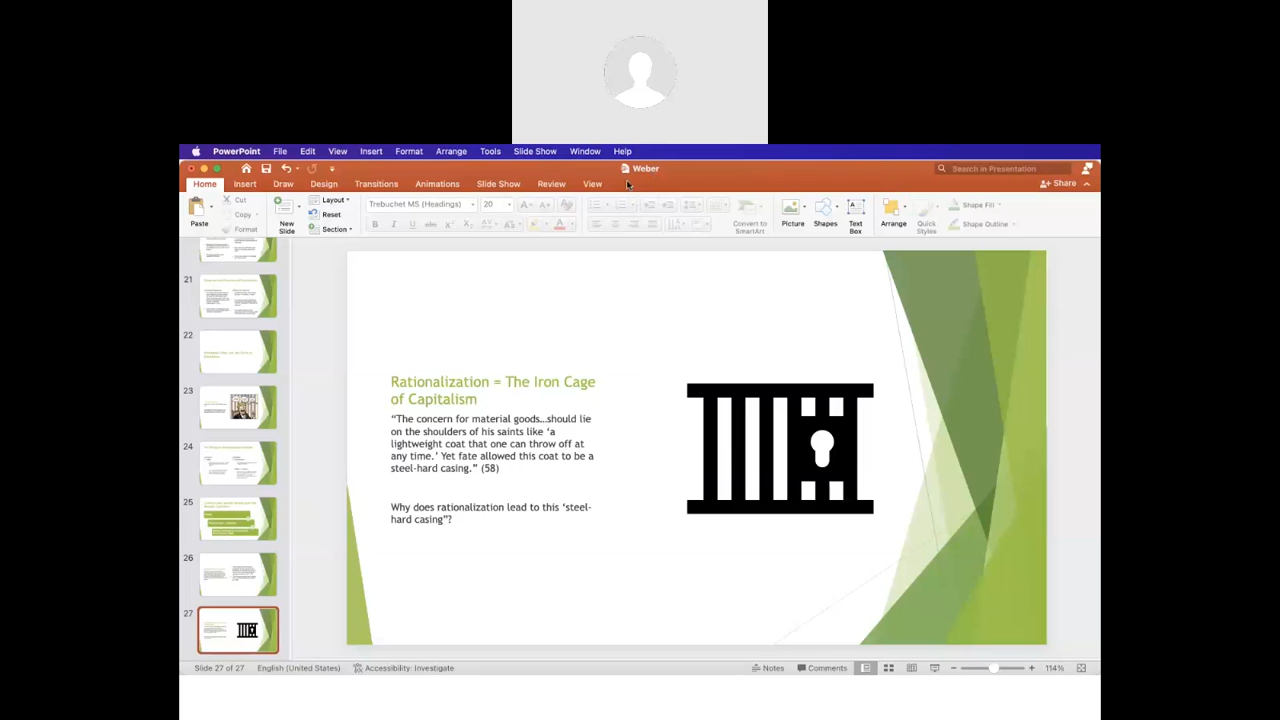 PowerPoint File Edit View Insert Format Arrange Tools Slide Show Window Help
Weber
Search in Presentation
Home Insert Draw Design Transitions Animations Slide Show Review View
Share
Paste
Cut
Copy
Format
New
Slide
Layout
Reset
Section
Trebuchet MS (Headings)
20
Convert to
SmartArt
Picture
Shapes
Text
Box
Arrange
Quick
Styles
Shape Fill
Shape Outline
21
22
23
24
25
26
27
Rationalization = The Iron Cage
of Capitalism
“The concern for material goods…should lie
on the shoulders of his saints like ‘a
lightweight coat that one can throw off at
any time.’ Yet fate allowed this coat to be a
steel-hard casing.” (58)
Why does rationalization lead to this ‘steel-
hard casing”?
Slide 27 of 27
English (United States)
Accessibility: Investigate
Notes
Comments
114%